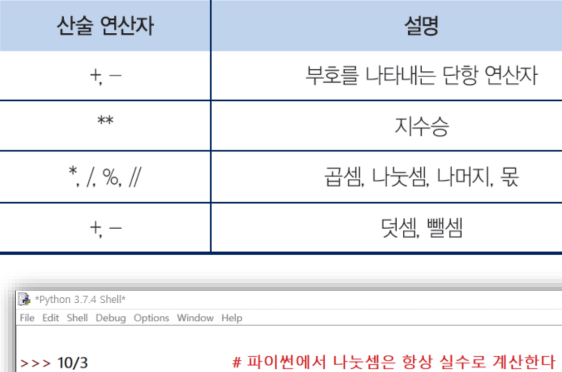 산술 연산자 설명
+, – 부호를 나타내는 단항 연산자
** 지수승
*, /, %, // 곱셈, 나눗셈, 나머지, 몫
+, – 덧셈, 뺄셈
*Python 3.7.4 Shell*
File Edit Shell Debug Options Window Help
>>> 10/3 # 파이썬에서 나눗셈은 항상 실수로 계산한다